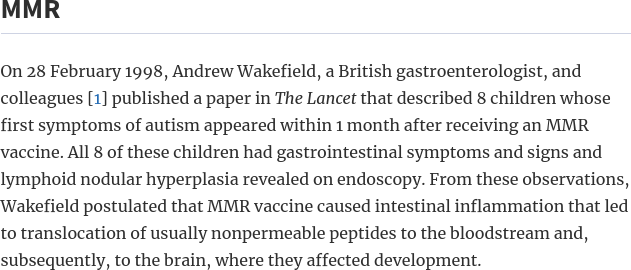 MMR
On 28 February 1998, Andrew Wakefield, a British gastroenterologist, and
colleagues [1] published a paper in The Lancet that described 8 children whose
first symptoms of autism appeared within 1 month after receiving an MMR
vaccine. All 8 of these children had gastrointestinal symptoms and signs and
lymphoid nodular hyperplasia revealed on endoscopy. From these observations,
Wakefield postulated that MMR vaccine caused intestinal inflammation that led
to translocation of usually nonpermeable peptides to the bloodstream and,
subsequently, to the brain, where they affected development.